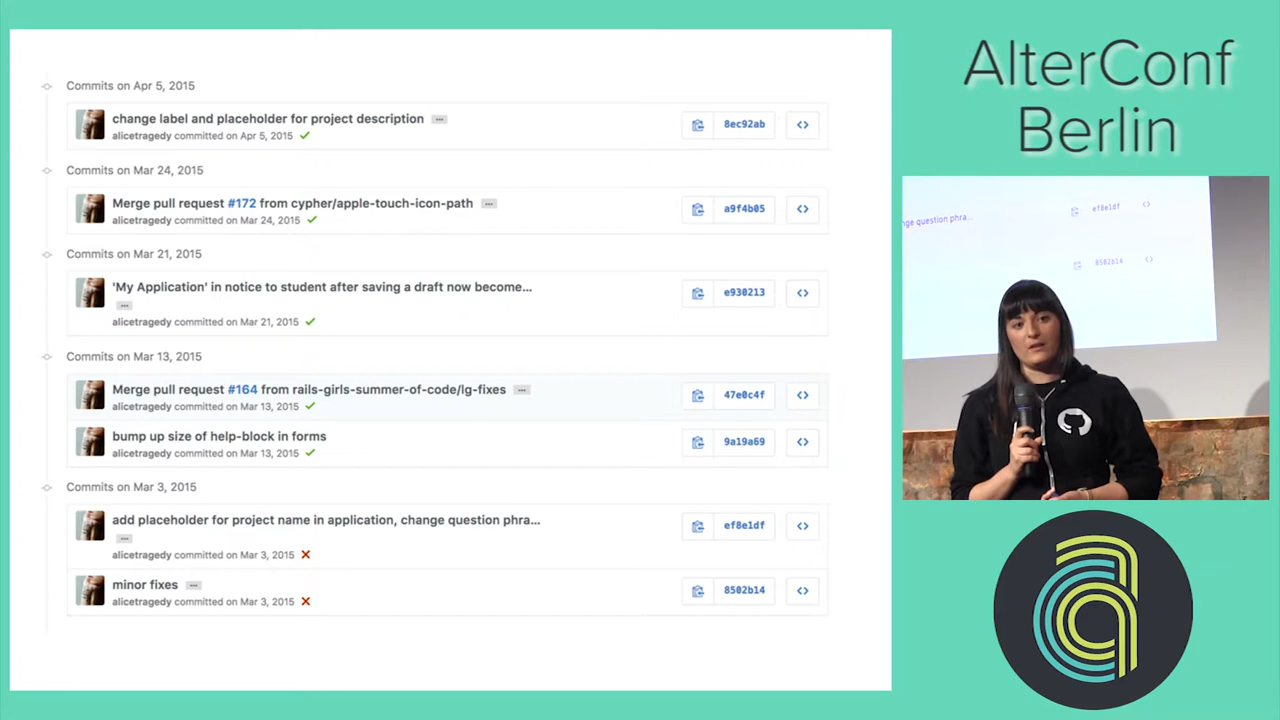 Commits on Apr 5, 2015
change label and placeholder for project description
alicetragedy committed on Apr 5, 2015
8ec92ab
Commits on Mar 24, 2015
Merge pull request #172 from cypher/apple-touch-icon-path
alicetragedy committed on Mar 24, 2015
a9f4b05
Commits on Mar 21, 2015
'My Application' in notice to student after saving a draft now become...
alicetragedy committed on Mar 21, 2015
e930213
Commits on Mar 13, 2015
Merge pull request #164 from rails-girls-summer-of-code/lg-fixes
alicetragedy committed on Mar 13, 2015
47e0c4f
bump up size of help-block in forms
alicetragedy committed on Mar 13, 2015
9a19a69
Commits on Mar 3, 2015
add placeholder for project name in application, change question phra...
alicetragedy committed on Mar 3, 2015
ef8e1df
minor fixes
alicetragedy committed on Mar 3, 2015
8502b14
AlterConf
Berlin
nge question phra...
ef8e1df
8502b14